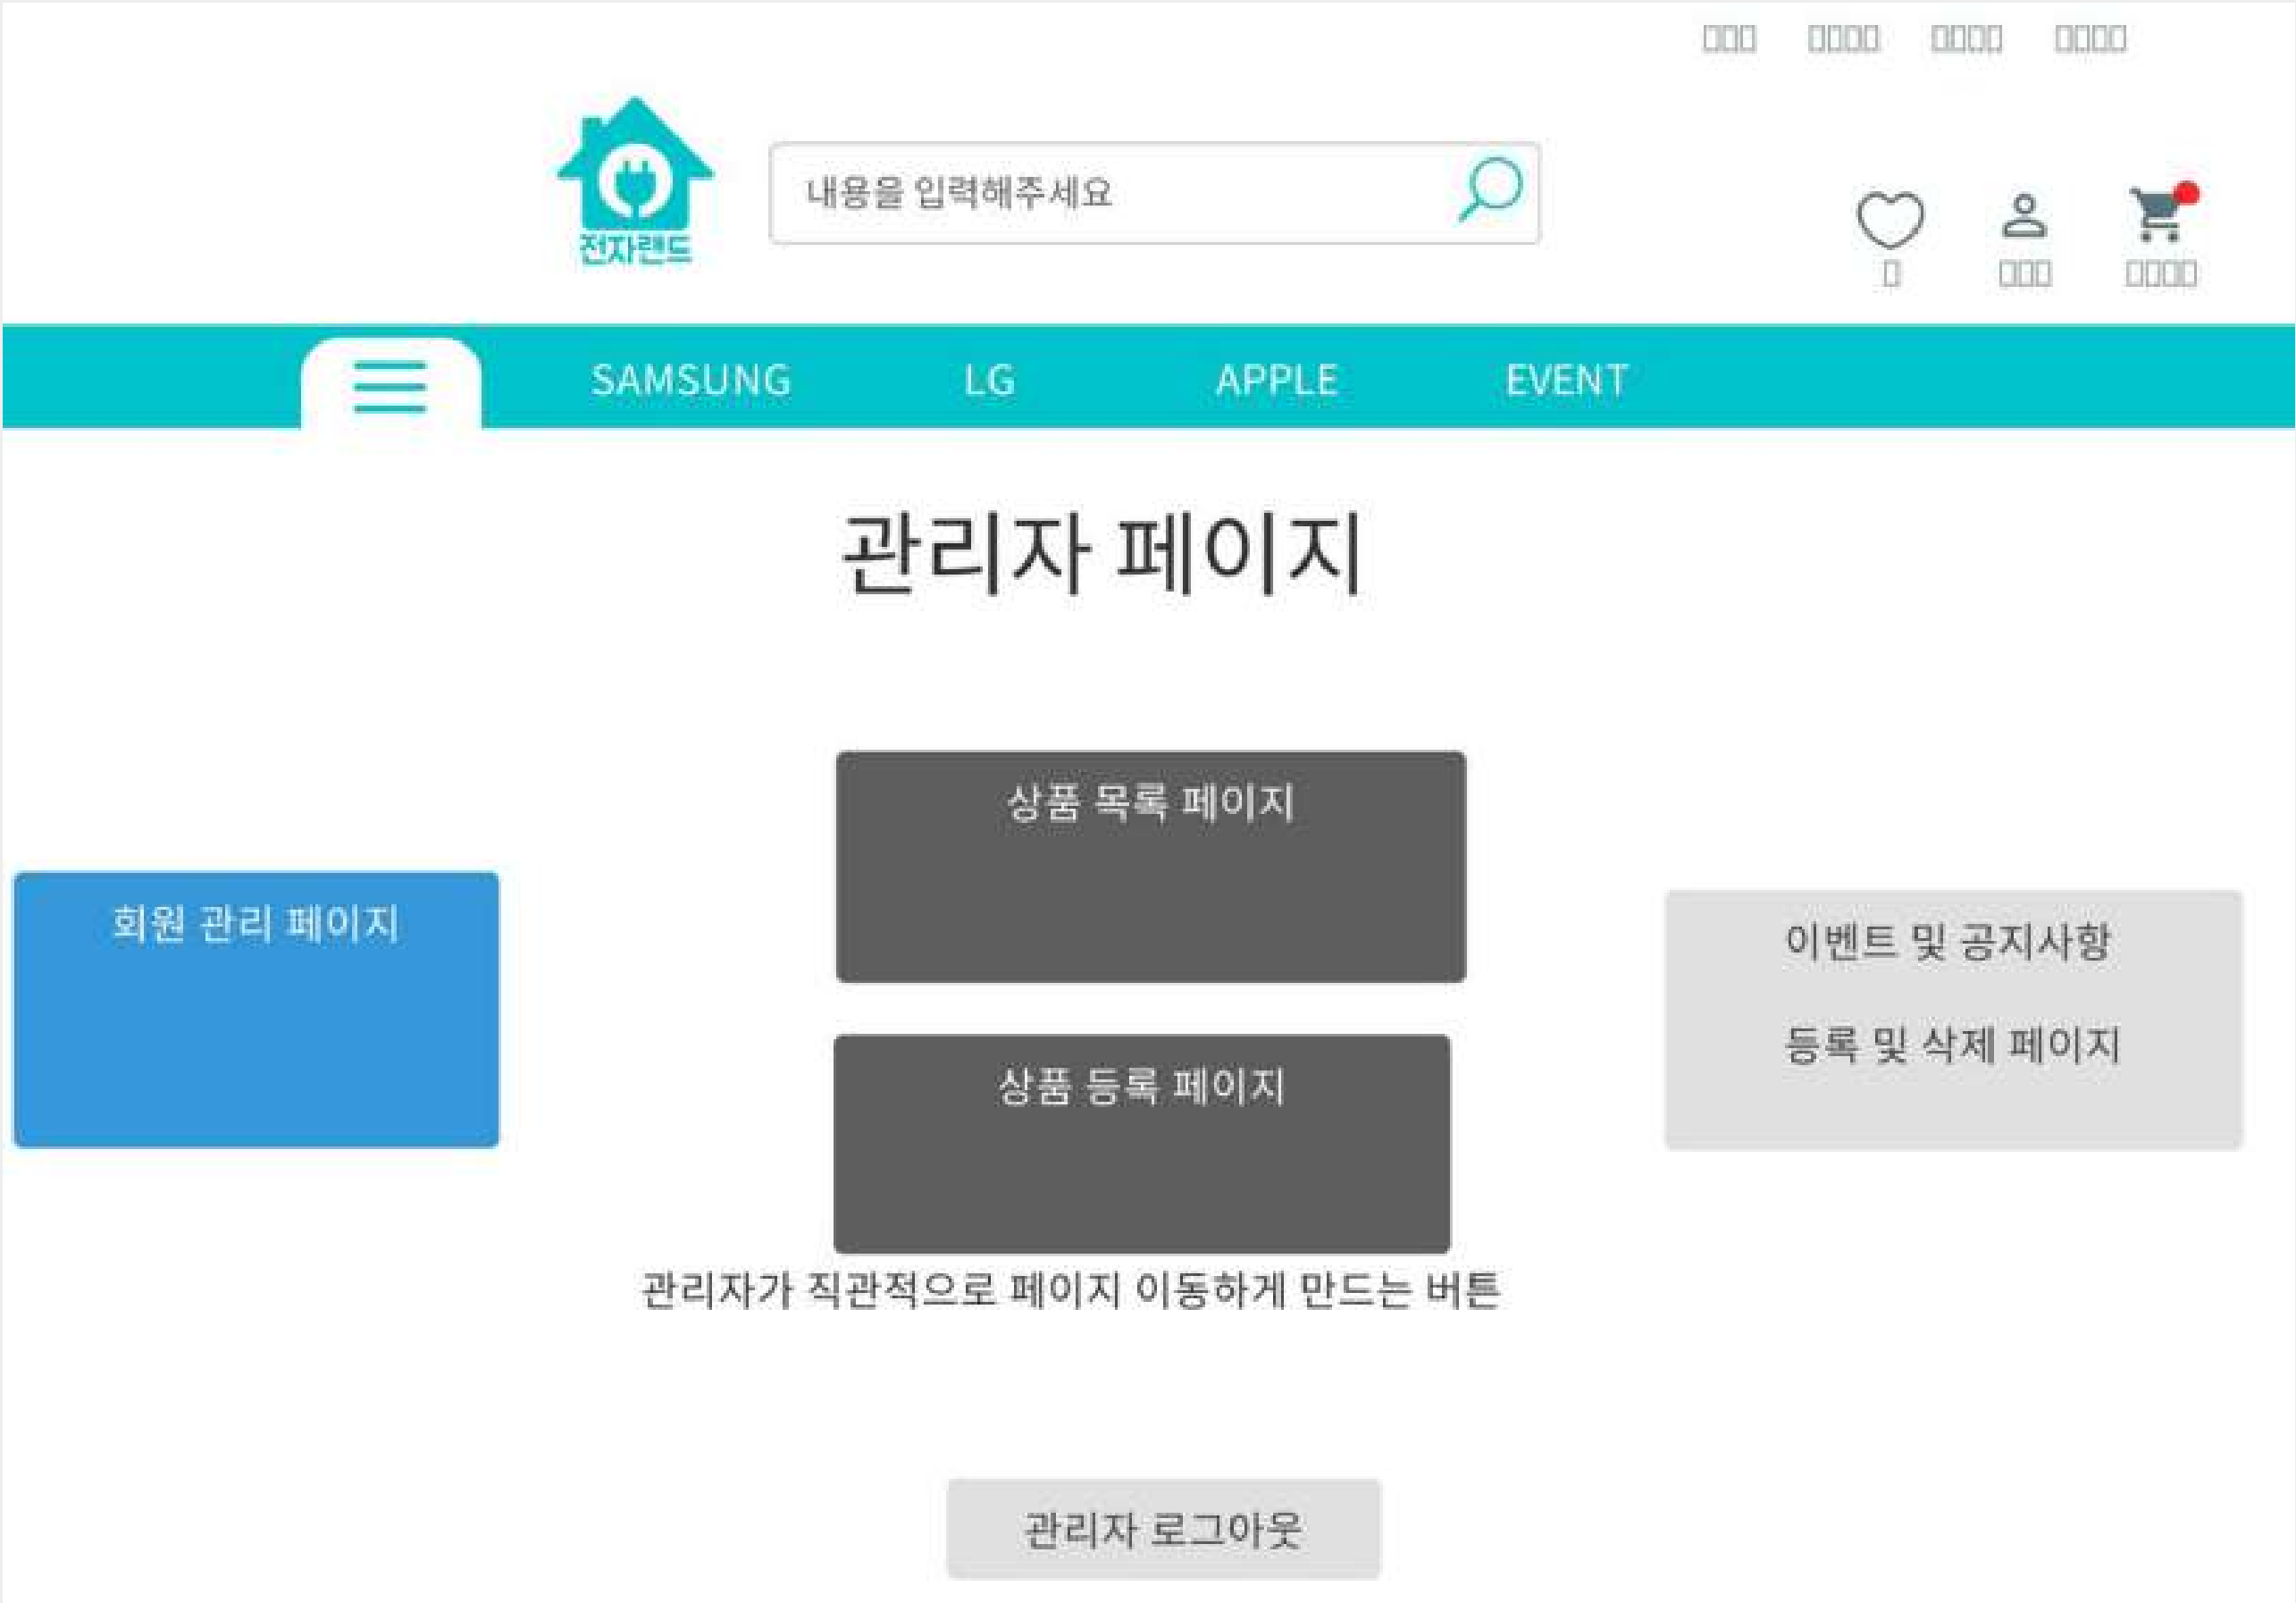 전자랜드
내용을 입력해주세요
SAMSUNG LG APPLE EVENT
관리자 페이지
상품 목록 페이지
회원 관리 페이지
이벤트 및 공지사항
등록 및 삭제 페이지
상품 등록 페이지
관리자가 직관적으로 페이지 이동하게 만드는 버튼
관리자 로그아웃